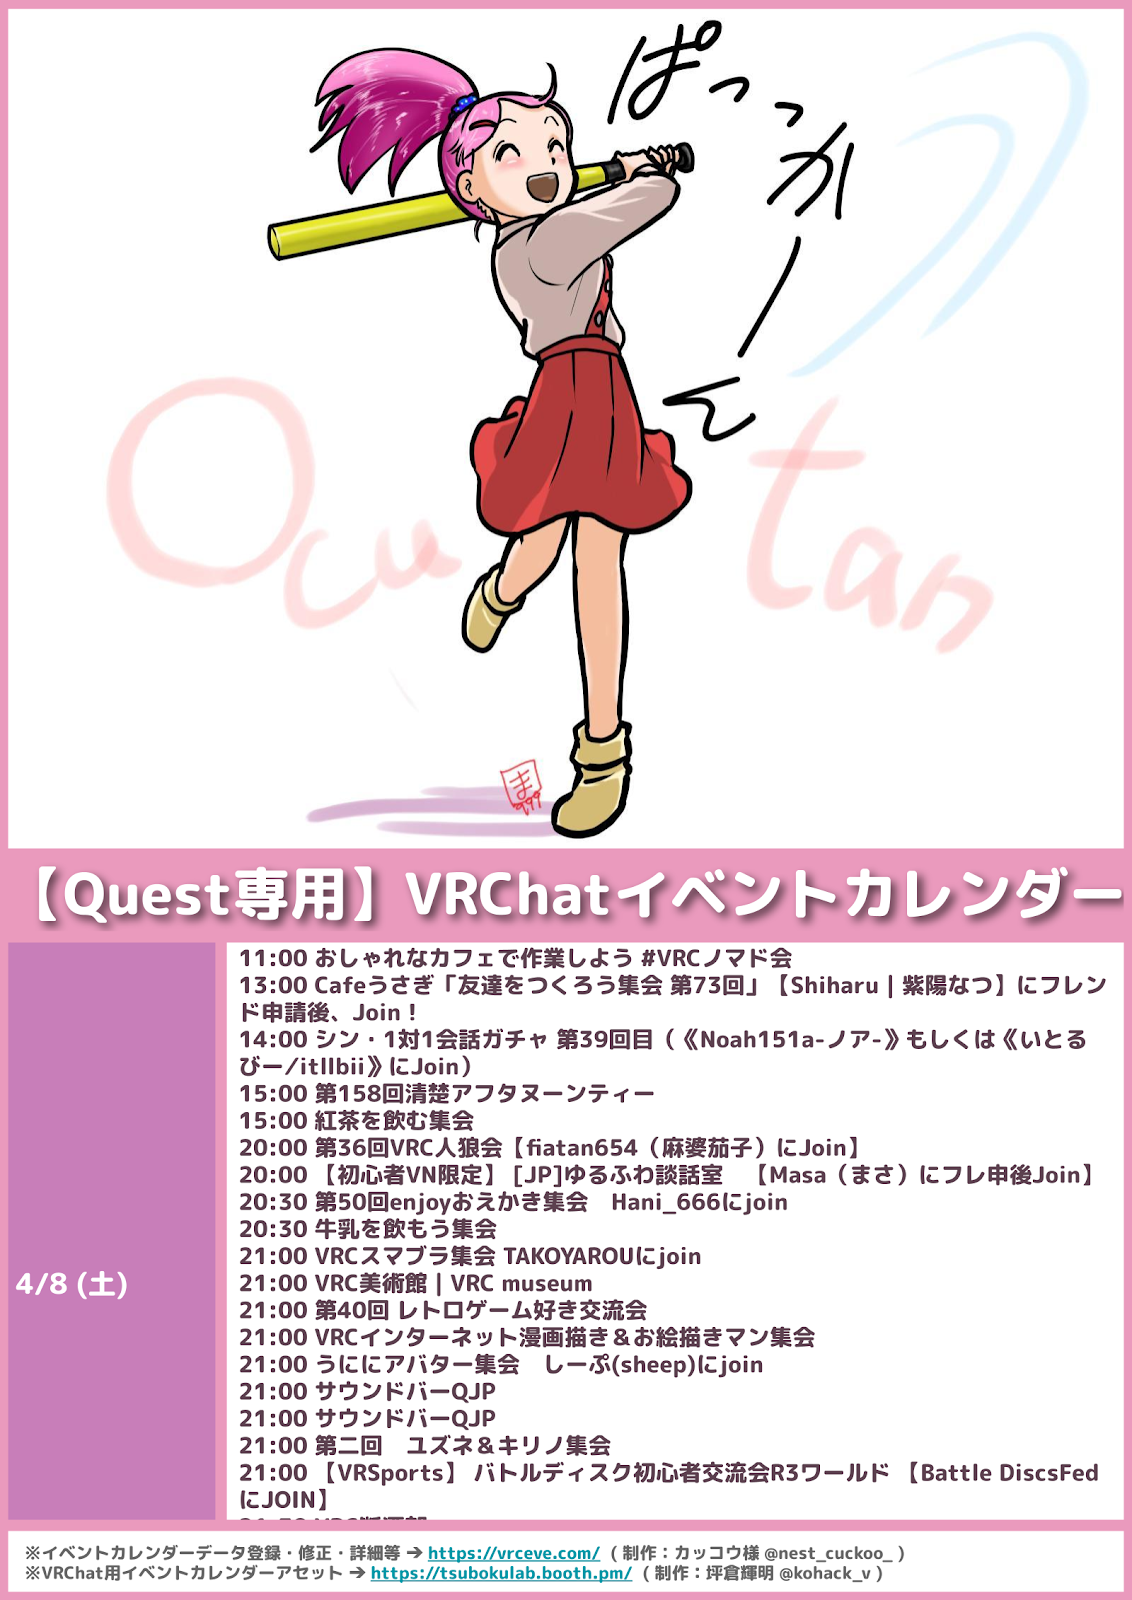 ぱっっかーん
Ocu tan
ま
999
【Quest専用】VRChatイベントカレンダー
4/8 (土)
11:00 おしゃれなカフェで作業しよう #VRCノマド会
13:00 Cafeうさぎ「友達をつくろう集会 第73回」【Shiharu | 紫陽なつ】にフレン
ド申請後、Join！
14:00 シン・1対1会話ガチャ 第39回目（《Noah151a-ノア-》もしくは《いとる
びー/itllbii》にJoin）
15:00 第158回清楚アフタヌーンティー
15:00 紅茶を飲む集会
20:00 第36回VRC人狼会【fiatan654（麻婆茄子）にJoin】
20:00 【初心者VN限定】 [JP]ゆるふわ談話室　【Masa（まさ）にフレ申後Join】
20:30 第50回enjoyおえかき集会　Hani_666にjoin
20:30 牛乳を飲もう集会
21:00 VRCスマブラ集会 TAKOYAROUにjoin
21:00 VRC美術館 | VRC museum
21:00 第40回 レトロゲーム好き交流会
21:00 VRCインターネット漫画描き＆お絵描きマン集会
21:00 うににアバター集会　しーぷ(sheep)にjoin
21:00 サウンドバーQJP
21:00 サウンドバーQJP
21:00 第二回　ユズネ＆キリノ集会
21:00 【VRSports】 バトルディスク初心者交流会R3ワールド 【Battle DiscsFed
にJOIN】
※イベントカレンダーデータ登録・修正・詳細等 ➔ https://vrceve.com/ （ 制作：カッコウ様 @nest_cuckoo_ ）
※VRChat用イベントカレンダーアセット ➔ https://tsubokulab.booth.pm/ （ 制作：坪倉輝明 @kohack_v ）